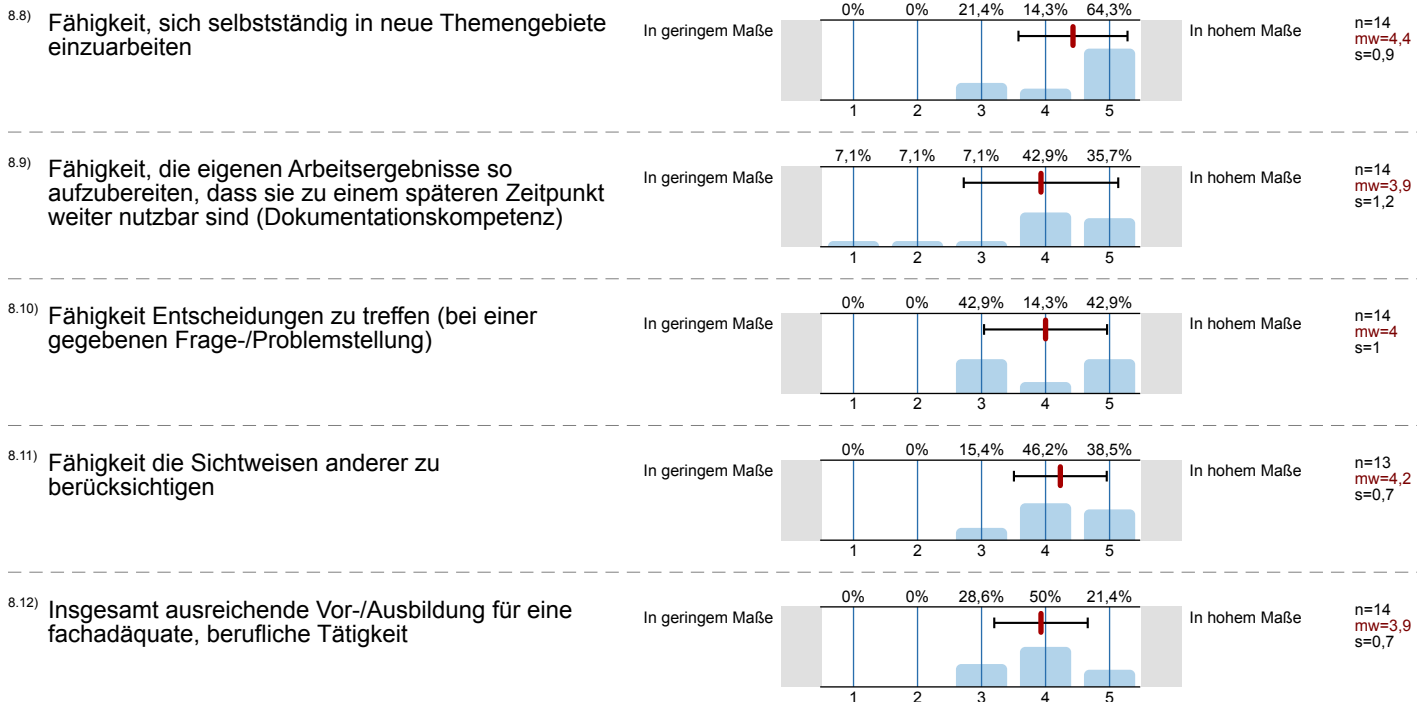 8.8) Fähigkeit, sich selbstständig in neue Themengebiete
einzuarbeiten
In geringem Maße
0% 0% 21,4% 14,3% 64,3%
1 2 3 4 5
In hohem Maße
n=14
mw=4,4
s=0,9
8.9) Fähigkeit, die eigenen Arbeitsergebnisse so
aufzubereiten, dass sie zu einem späteren Zeitpunkt
weiter nutzbar sind (Dokumentationskompetenz)
In geringem Maße
7,1% 7,1% 7,1% 42,9% 35,7%
1 2 3 4 5
In hohem Maße
n=14
mw=3,9
s=1,2
8.10) Fähigkeit Entscheidungen zu treffen (bei einer
gegebenen Frage-/Problemstellung)
In geringem Maße
0% 0% 42,9% 14,3% 42,9%
1 2 3 4 5
In hohem Maße
n=14
mw=4
s=1
8.11) Fähigkeit die Sichtweisen anderer zu
berücksichtigen
In geringem Maße
0% 0% 15,4% 46,2% 38,5%
1 2 3 4 5
In hohem Maße
n=13
mw=4,2
s=0,7
8.12) Insgesamt ausreichende Vor-/Ausbildung für eine
fachadäquate, berufliche Tätigkeit
In geringem Maße
0% 0% 28,6% 50% 21,4%
1 2 3 4 5
In hohem Maße
n=14
mw=3,9
s=0,7